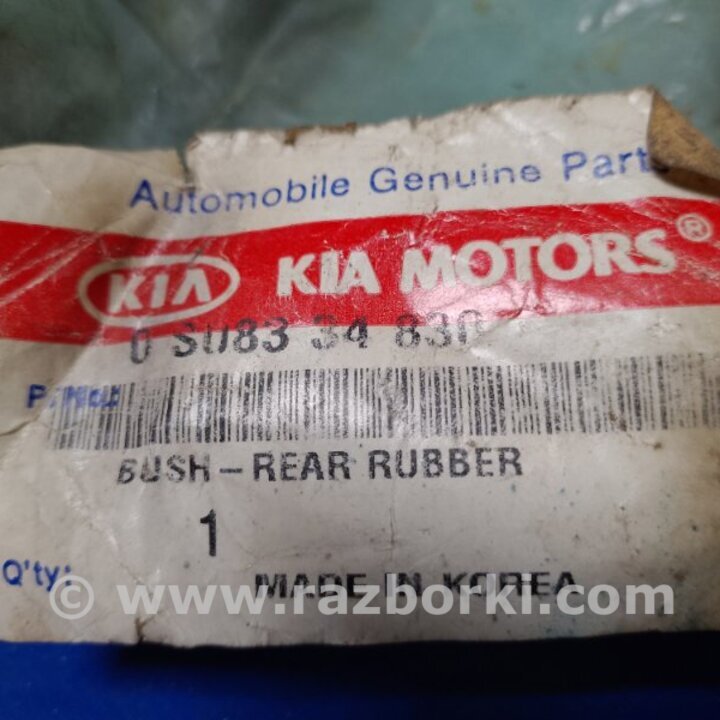 Automobile Genuine Parts
KIA KIA MOTORS®
0 SU83 34 830
BUSH-REAR RUBBER
1
Q'ty:
MADE IN KOREA
© www.razborki.com